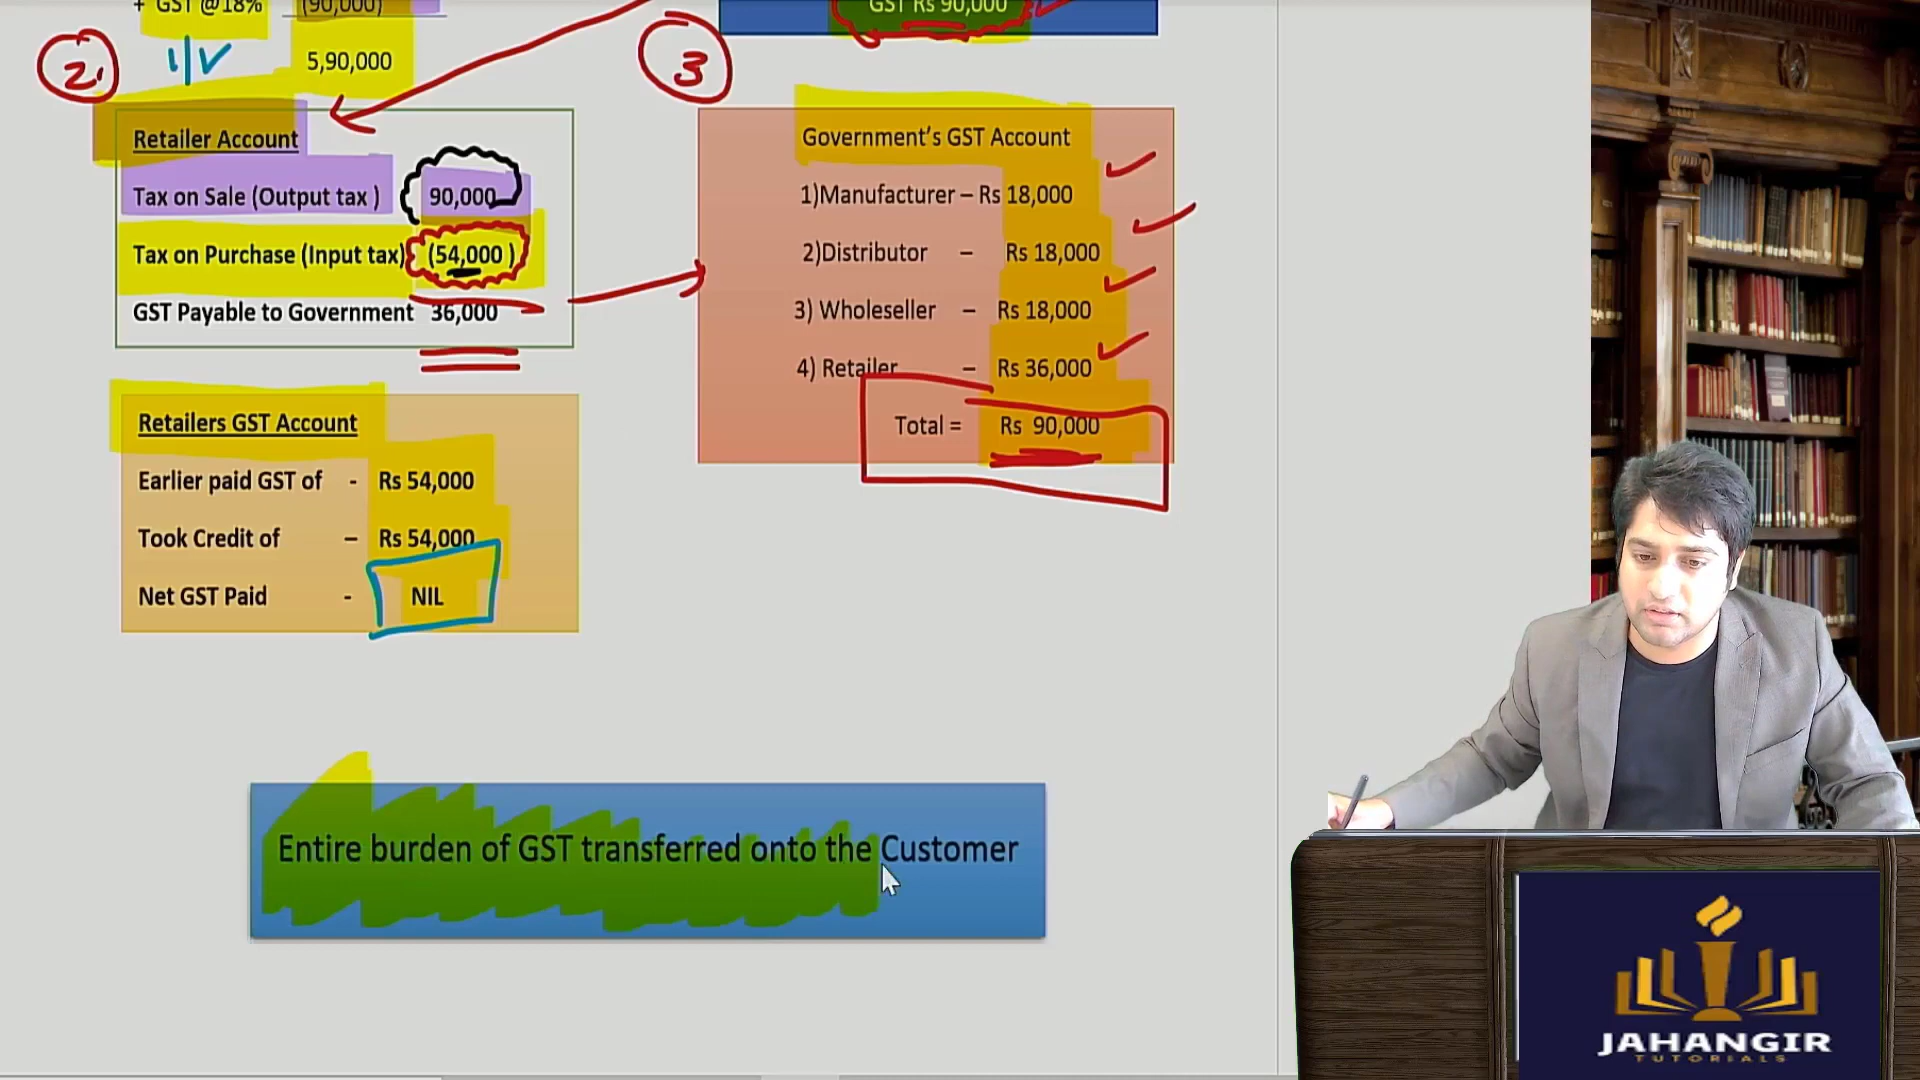 + GST @18% (90,000)
5,90,000
2
Retailer Account
Tax on Sale (Output tax ) 90,000
Tax on Purchase (Input tax) (54,000 )
GST Payable to Government 36,000
Retailers GST Account
Earlier paid GST of - Rs 54,000
Took Credit of – Rs 54,000
Net GST Paid - NIL
GST Rs 90,000
3
Government’s GST Account
1)Manufacturer – Rs 18,000
2)Distributor – Rs 18,000
3) Wholeseller – Rs 18,000
4) Retailer – Rs 36,000
Total = Rs 90,000
Entire burden of GST transferred onto the Customer
JAHANGIR
TUTORIALS